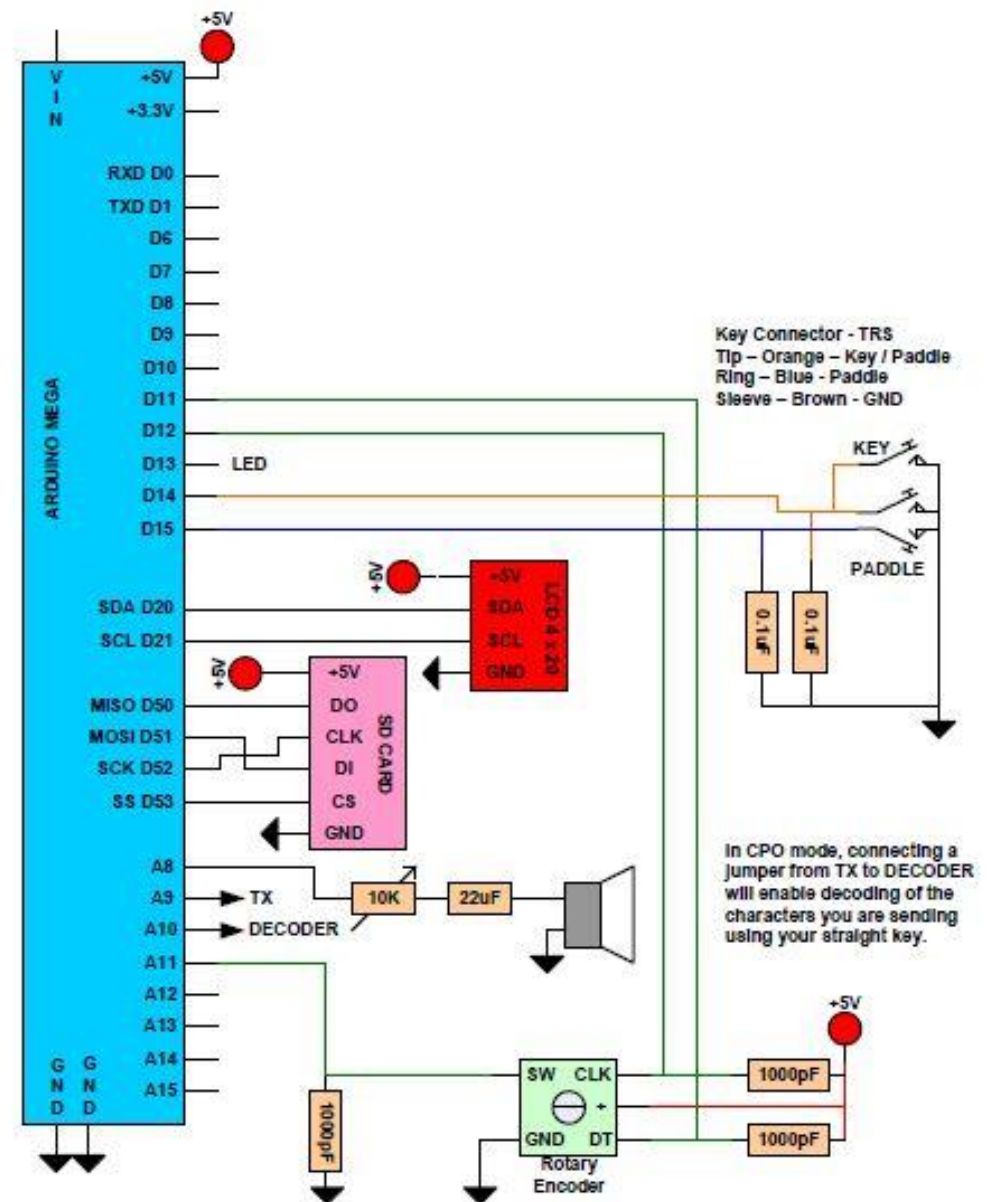 +5V
V
I
N
+5V
+3.3V
RXD D0
TXD D1
D6
D7
D8
D9
D10
D11
D12
D13
LED
D14
D15
ARDUINO MEGA
Key Connector - TRS
Tip – Orange – Key / Paddle
Ring – Blue - Paddle
Sleeve – Brown - GND
KEY
PADDLE
0.1uF
0.1uF
SDA D20
SCL D21
+5V
+5V
SDA
SCL
GND
LCD 4 x 20
MISO D50
MOSI D51
SCK D52
SS D53
+5V
+5V
DO
CLK
DI
CS
GND
SD CARD
A8
A9
TX
A10
DECODER
10K
22uF
In CPO mode, connecting a
jumper from TX to DECODER
will enable decoding of the
characters you are sending
using your straight key.
A11
A12
A13
A14
A15
G
N
D
G
N
D
1000pF
SW
CLK
+
GND
DT
Rotary
Encoder
+5V
1000pF
1000pF